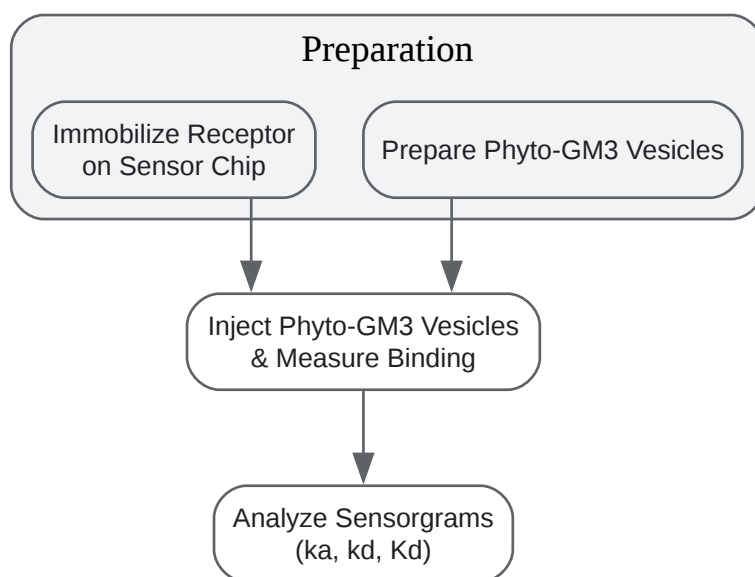 Preparation
Immobilize Receptor
on Sensor Chip
Prepare Phyto-GM3 Vesicles
Inject Phyto-GM3 Vesicles
& Measure Binding
Analyze Sensorgrams
(ka, kd, Kd)